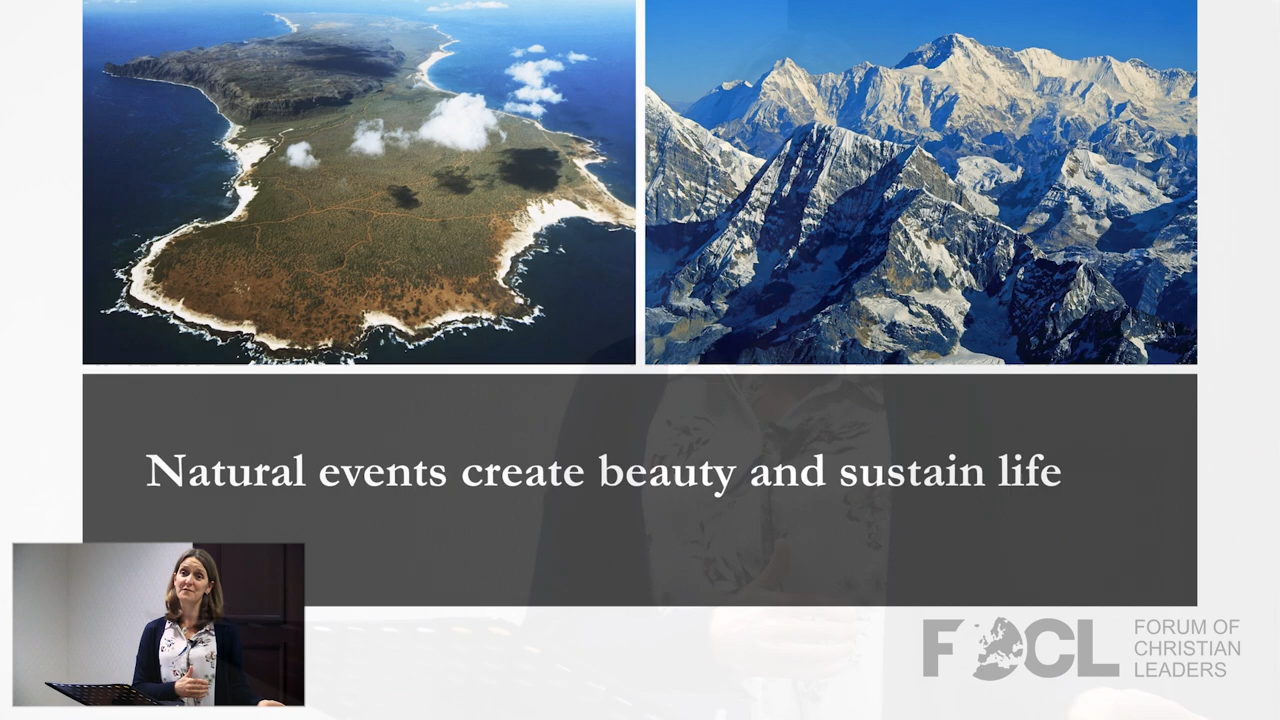 Natural events create beauty and sustain life
FOCL
FORUM OF
CHRISTIAN
LEADERS